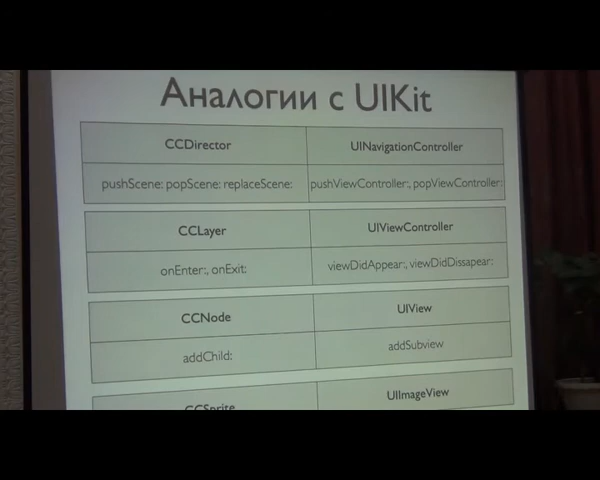 Аналогии с UIKit
CCDirector UINavigationController
pushScene: popScene: replaceScene: pushViewController:, popViewController:
CCLayer UIViewController
onEnter:, onExit: viewDidAppear:, viewDidDissapear:
CCNode UIView
addChild: addSubview
CCSprite UIImageView